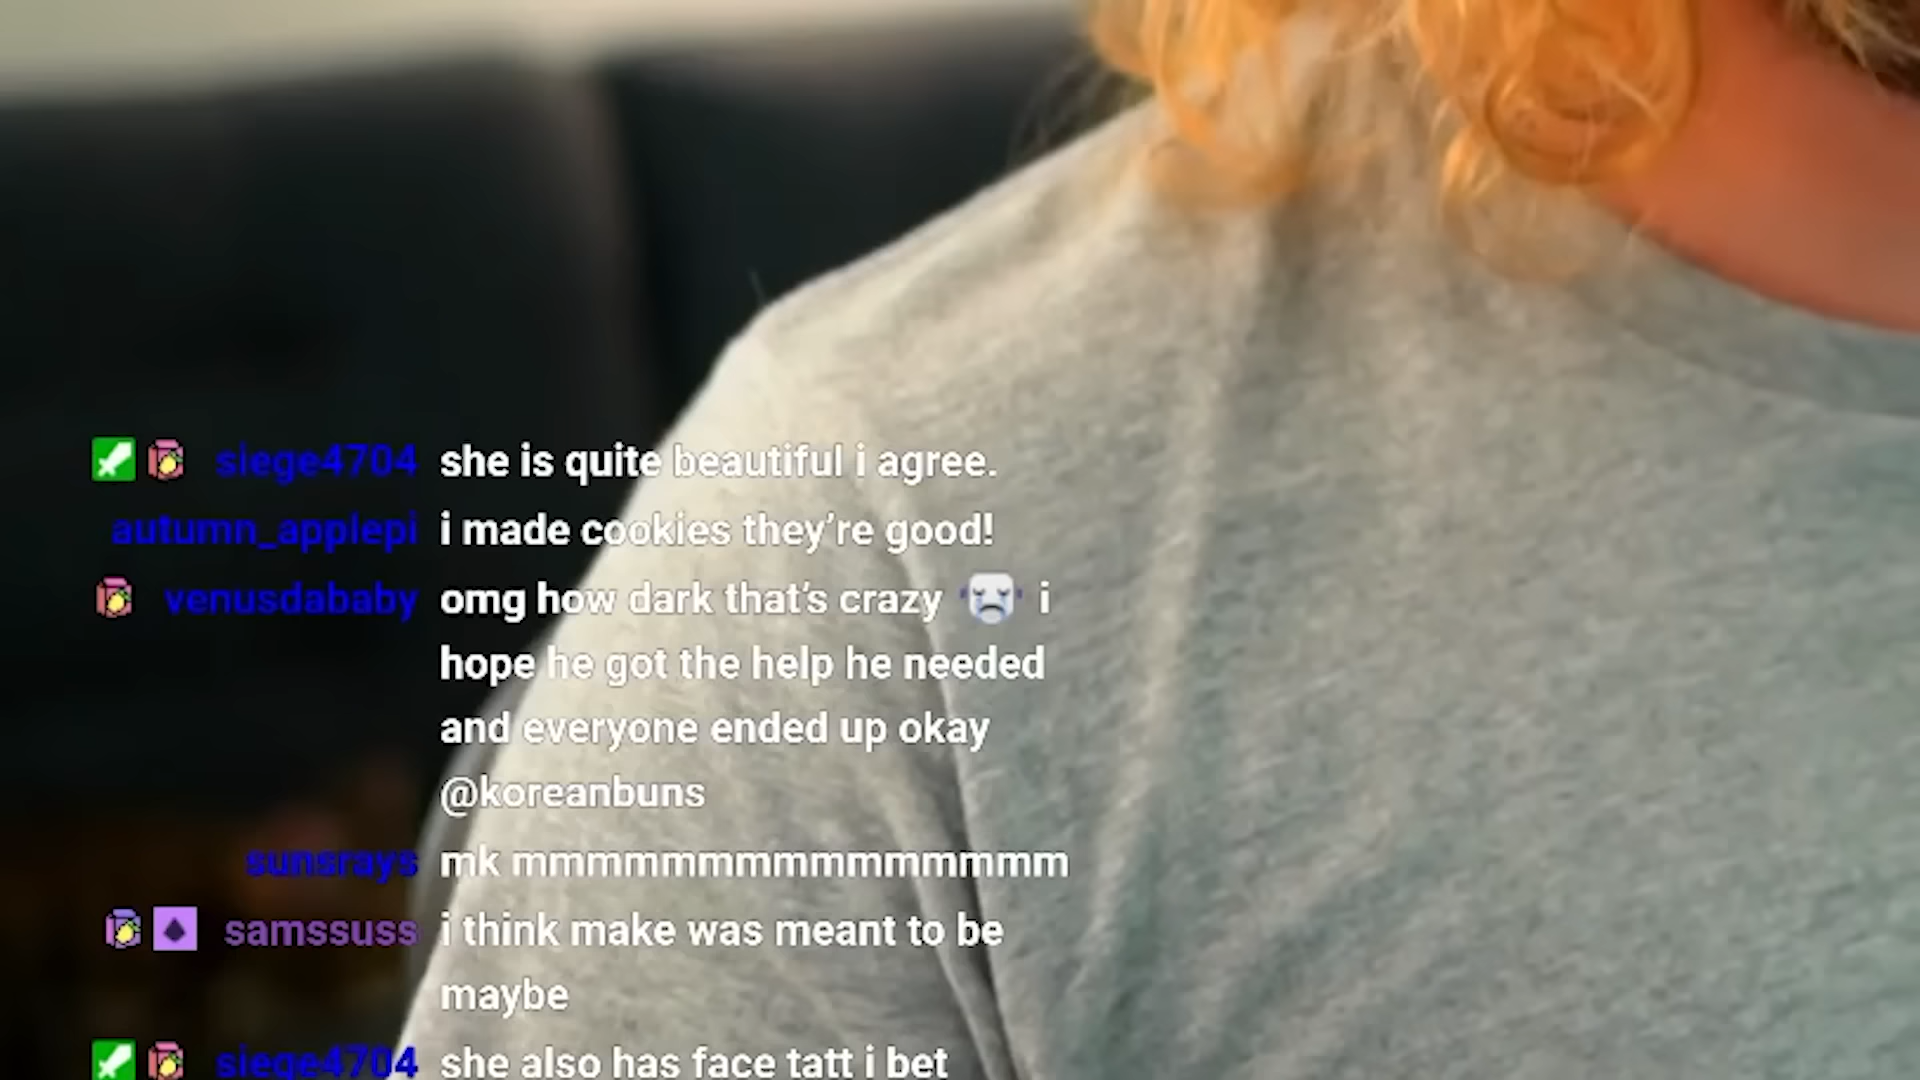 siege4704 she is quite beautiful i agree.
autumn_applepi i made cookies they're good!
venusdababy omg how dark that's crazy i
hope he got the help he needed
and everyone ended up okay
@koreanbuns
sunsrays mk mmmmmmmmmmmmmmm
samssuss i think make was meant to be
maybe
siege4704 she also has face tatt i bet